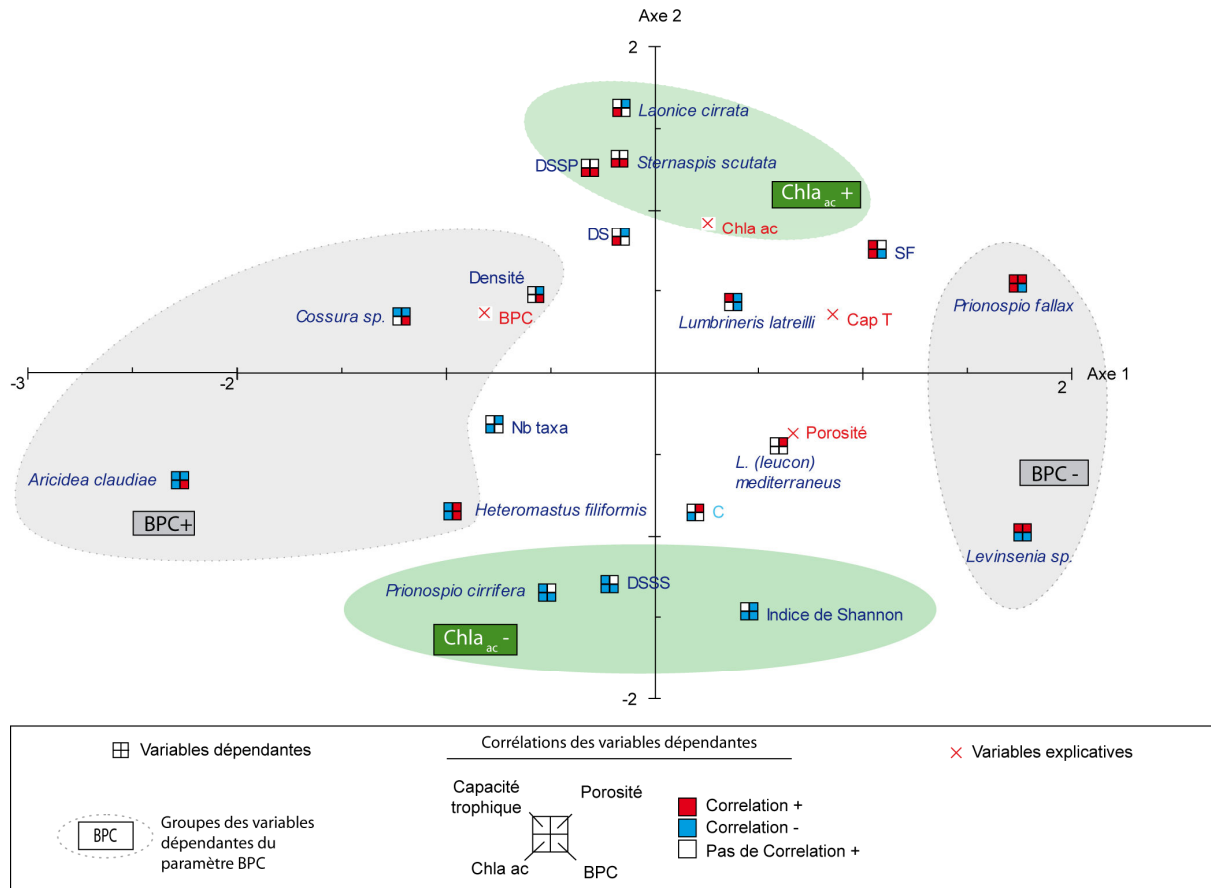 Axe 2
2
Laonice cirrata
DSSP
Sternaspis scutata
Chla ac +
Chla ac
DS
SF
Densité
Prionospio fallax
Cossura sp.
BPC
Lumbrineris latreilli
Cap T
-3
-2
2
Axe 1
Nb taxa
Porosité
L. (leucon)
mediterraneus
Aricidea claudiae
BPC -
BPC+
Heteromastus filiformis
C
Levinsenia sp.
Prionospio cirrifera
DSSS
Indice de Shannon
Chla ac -
-2
Variables dépendantes
Corrélations des variables dépendantes
Variables explicatives
Capacité
trophique
Porosité
Chla ac
BPC
Correlation +
Correlation -
Pas de Correlation +
BPC
Groupes des variables
dépendantes du
paramètre BPC